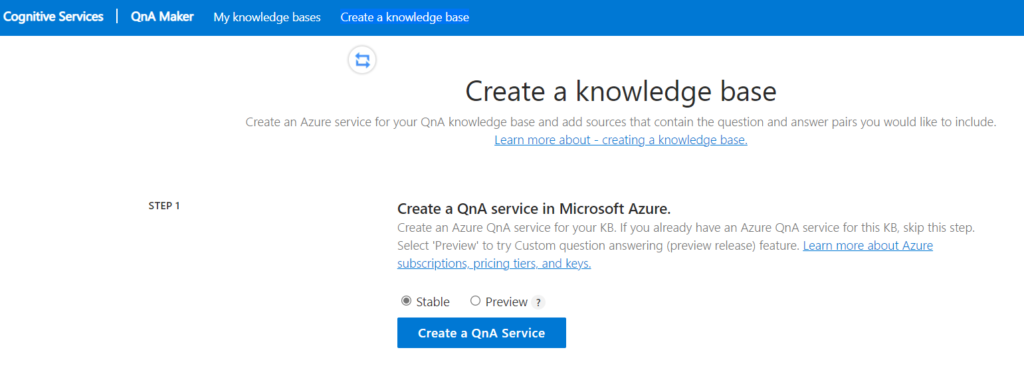 Cognitive Services | QnA Maker My knowledge bases Create a knowledge base
Create a knowledge base
Create an Azure service for your QnA knowledge base and add sources that contain the question and answer pairs you would like to include.
Learn more about - creating a knowledge base.
STEP 1
Create a QnA service in Microsoft Azure.
Create an Azure QnA service for your KB. If you already have an Azure QnA service for this KB, skip this step.
Select 'Preview' to try Custom question answering (preview release) feature. Learn more about Azure
subscriptions, pricing tiers, and keys.
Stable Preview ?
Create a QnA Service